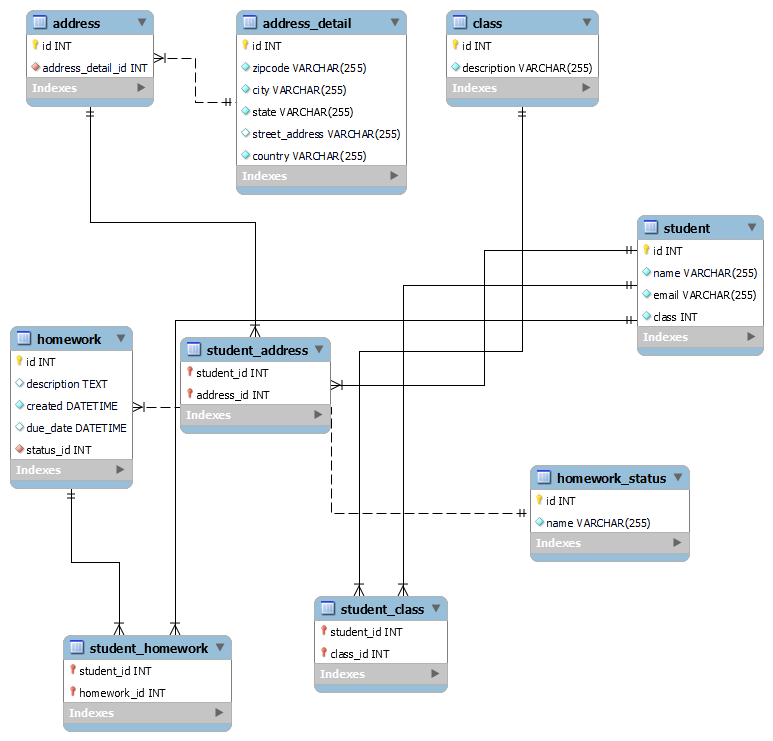 address
id INT
address_detail_id INT
Indexes
address_detail
id INT
zipcode VARCHAR(255)
city VARCHAR(255)
state VARCHAR(255)
street_address VARCHAR(255)
country VARCHAR(255)
Indexes
class
id INT
description VARCHAR(255)
Indexes
student
id INT
name VARCHAR(255)
email VARCHAR(255)
class INT
Indexes
homework
id INT
description TEXT
created DATETIME
due_date DATETIME
status_id INT
Indexes
student_address
student_id INT
address_id INT
Indexes
homework_status
id INT
name VARCHAR(255)
Indexes
student_homework
student_id INT
homework_id INT
Indexes
student_class
student_id INT
class_id INT
Indexes